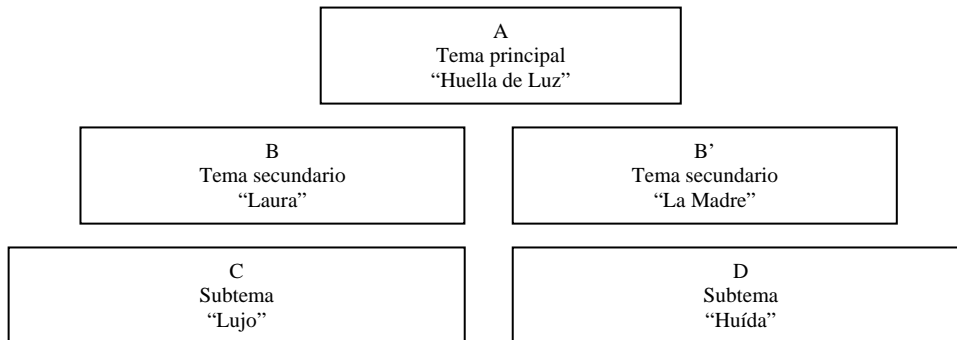 A
Tema principal
“Huella de Luz”
B
Tema secundario
“Laura”
B’
Tema secundario
“La Madre”
C
Subtema
“Lujo”
D
Subtema
“Huída”